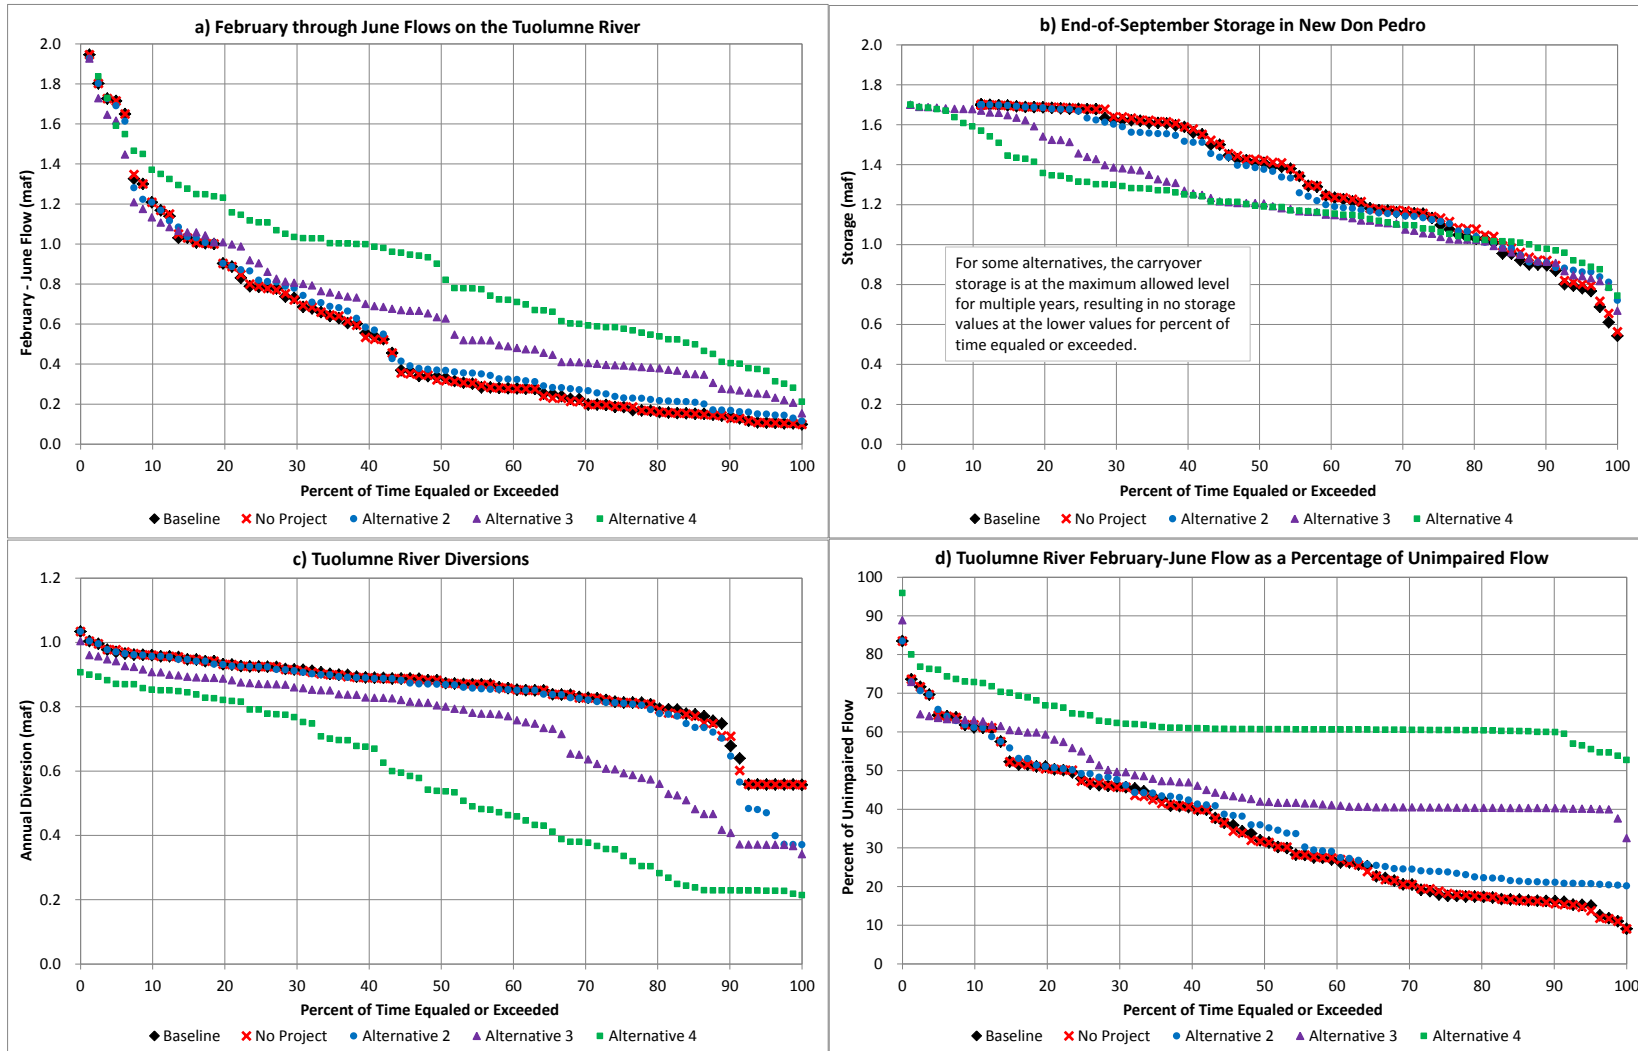 a) February through June Flows on the Tuolumne River
2.0
1.8
1.6
1.4
1.2
1.0
0.8
0.6
0.4
0.2
0.0
February - June Flow (maf)
0 10 20 30 40 50 60 70 80 90 100
Percent of Time Equaled or Exceeded
Baseline No Project Alternative 2 Alternative 3 Alternative 4
b) End-of-September Storage in New Don Pedro
2.0
1.8
1.6
1.4
1.2
1.0
0.8
0.6
0.4
0.2
0.0
Storage (maf)
For some alternatives, the carryover
storage is at the maximum allowed level
for multiple years, resulting in no storage
values at the lower values for percent of
time equaled or exceeded.
0 10 20 30 40 50 60 70 80 90 100
Percent of Time Equaled or Exceeded
Baseline No Project Alternative 2 Alternative 3 Alternative 4
c) Tuolumne River Diversions
1.2
1.0
0.8
0.6
0.4
0.2
0.0
Annual Diversion (maf)
0 10 20 30 40 50 60 70 80 90 100
Percent of Time Equaled or Exceeded
Baseline No Project Alternative 2 Alternative 3 Alternative 4
d) Tuolumne River February-June Flow as a Percentage of Unimpaired Flow
100
90
80
70
60
50
40
30
20
10
0
Percent of Unimpaired Flow
0 10 20 30 40 50 60 70 80 90 100
Percent of Time Equaled or Exceeded
Baseline No Project Alternative 2 Alternative 3 Alternative 4